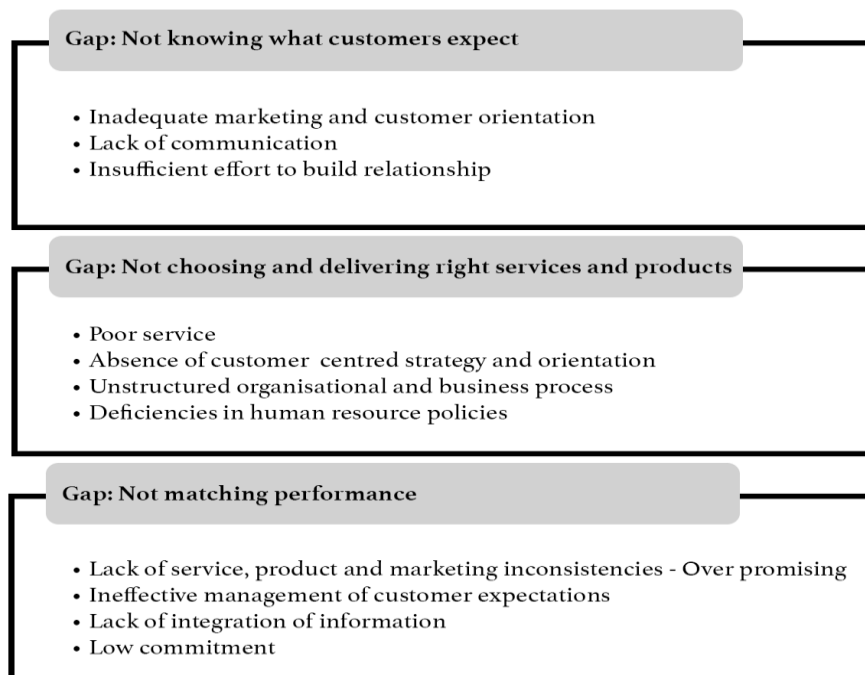 Gap: Not knowing what customers expect
• Inadequate marketing and customer orientation
• Lack of communication
• Insufficient effort to build relationship
Gap: Not choosing and delivering right services and products
• Poor service
• Absence of customer centred strategy and orientation
• Unstructured organisational and business process
• Deficiencies in human resource policies
Gap: Not matching performance
• Lack of service, product and marketing inconsistencies - Over promising
• Ineffective management of customer expectations
• Lack of integration of information
• Low commitment